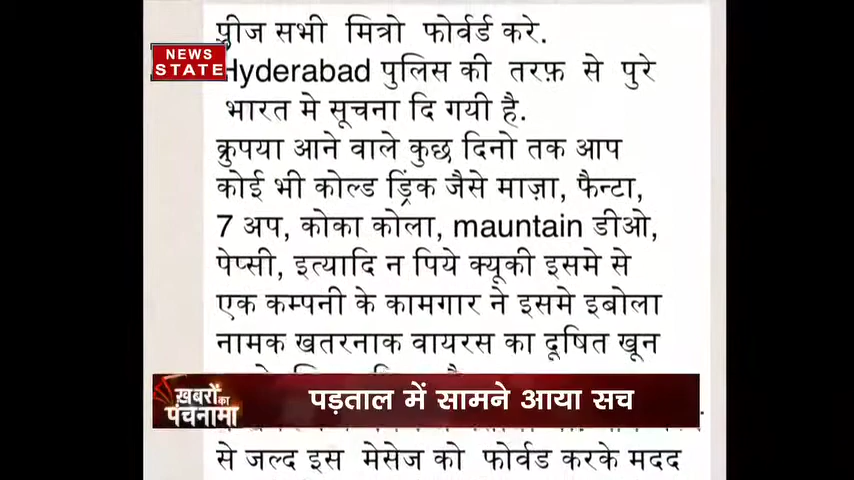 प्लीज सभी मित्रो फोर्वर्ड करे.
NEWS
STATE
Hyderabad पुलिस की तरफ़ से पुरे
भारत मे सूचना दि गयी है.
क्रुपया आने वाले कुछ दिनो तक आप
कोई भी कोल्ड ड्रिंक जैसे माज़ा, फैन्टा,
7 अप, कोका कोला, mauntain डीओ,
पेप्सी, इत्यादि न पिये क्यूकी इसमे से
एक कम्पनी के कामगार ने इसमे इबोला
नामक खतरनाक वायरस का दूषित खून
ख़बरों का
पंचनामा
पड़ताल में सामने आया सच
से जल्द इस मेसेज को फोर्वड करके मदद